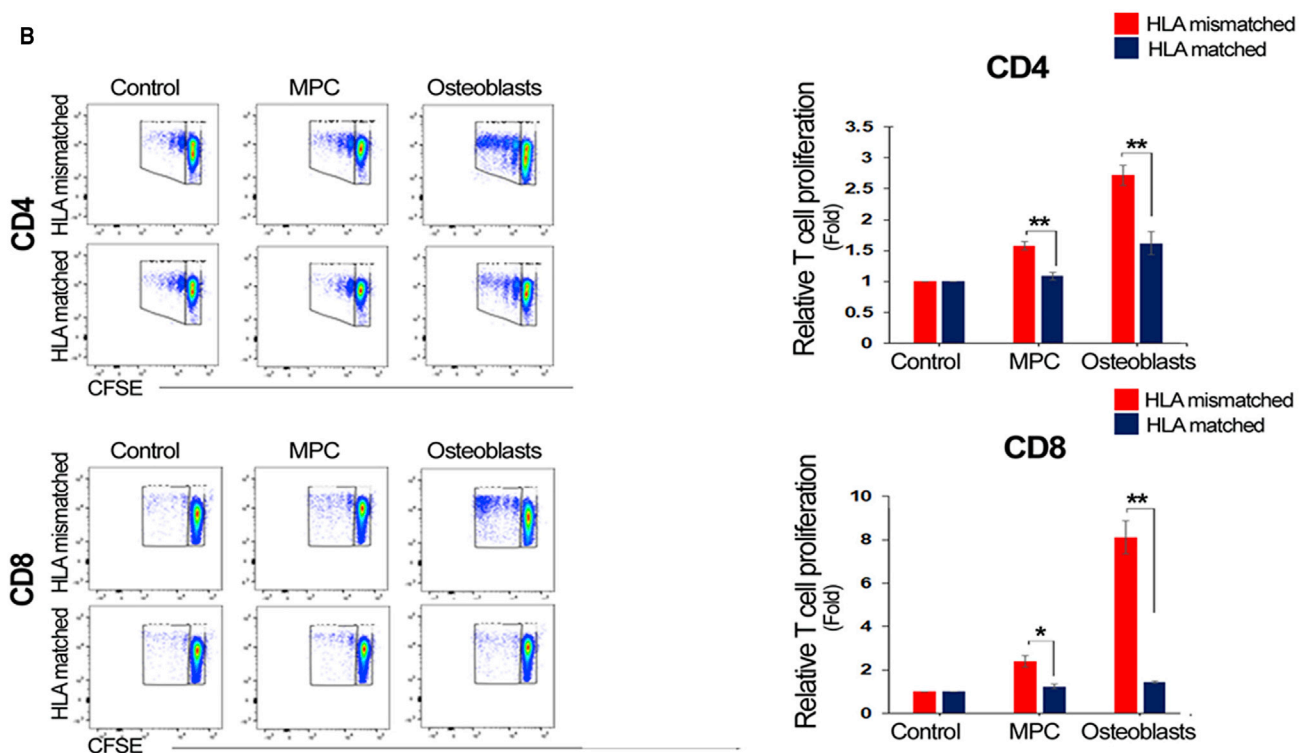 B
Control MPC Osteoblasts
CD4
HLA mismatched
HLA matched
CFSE
HLA mismatched
HLA matched
CD4
Relative T cell proliferation
(Fold)
3.5
3
2.5
2
1.5
1
0.5
0
**
**
Control MPC Osteoblasts
Control MPC Osteoblasts
CD8
HLA mismatched
HLA matched
CFSE
HLA mismatched
HLA matched
CD8
Relative T cell proliferation
(Fold)
10
8
6
4
2
0
*
**
Control MPC Osteoblasts